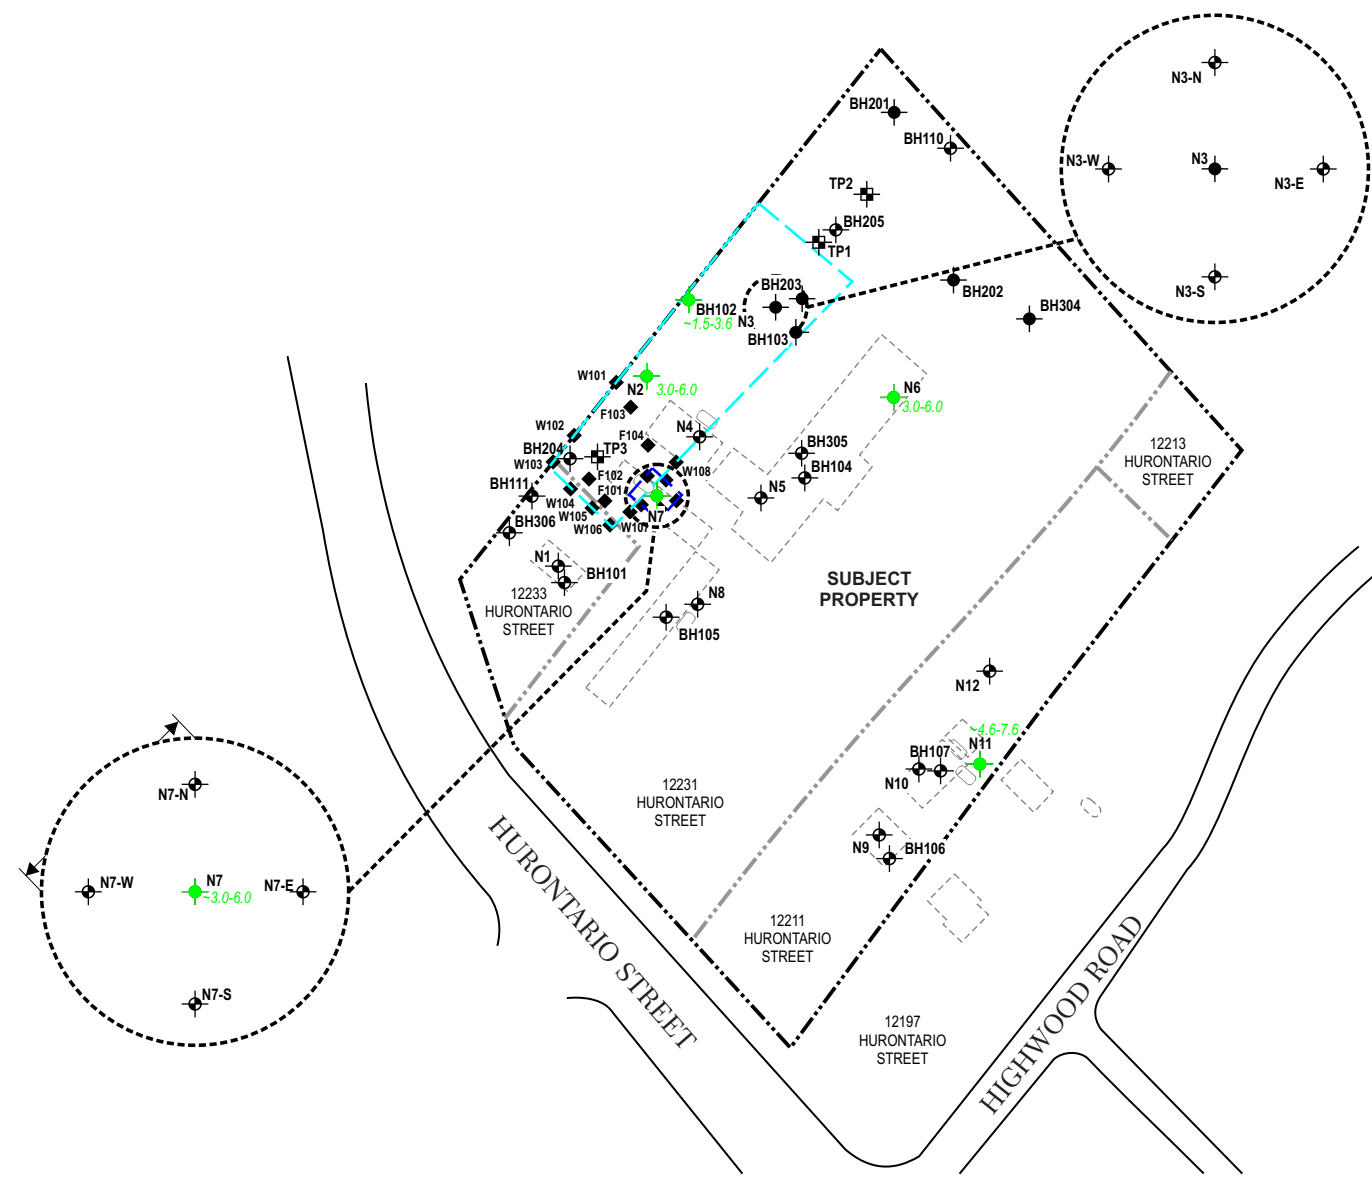 N3-N
BH201
BH110
N3-W
N3
N3-E
TP2
BH205
TP1
N3-S
BH203
BH202
BH102
~1.5-3.6
N3
BH304
BH103
W101
N2
3.0-6.0
N6
3.0-6.0
F103
W102
N4
F104
BH204
TP3
BH305
12213
HURONTARIO
STREET
W103
W108
BH104
F102
BH111
N5
F101
W104
W105
N7
BH306
W106
W107
N1
BH101
SUBJECT
PROPERTY
12233
HURONTARIO
STREET
N8
BH105
N12
~4.6-7.6
N11
BH107
N10
12231
HURONTARIO
STREET
N7-N
HURONTARIO STREET
N9
BH106
N7-W
N7
~3.0-6.0
N7-E
12211
HURONTARIO
STREET
HIGHWOOD ROAD
N7-S
12197
HURONTARIO
STREET